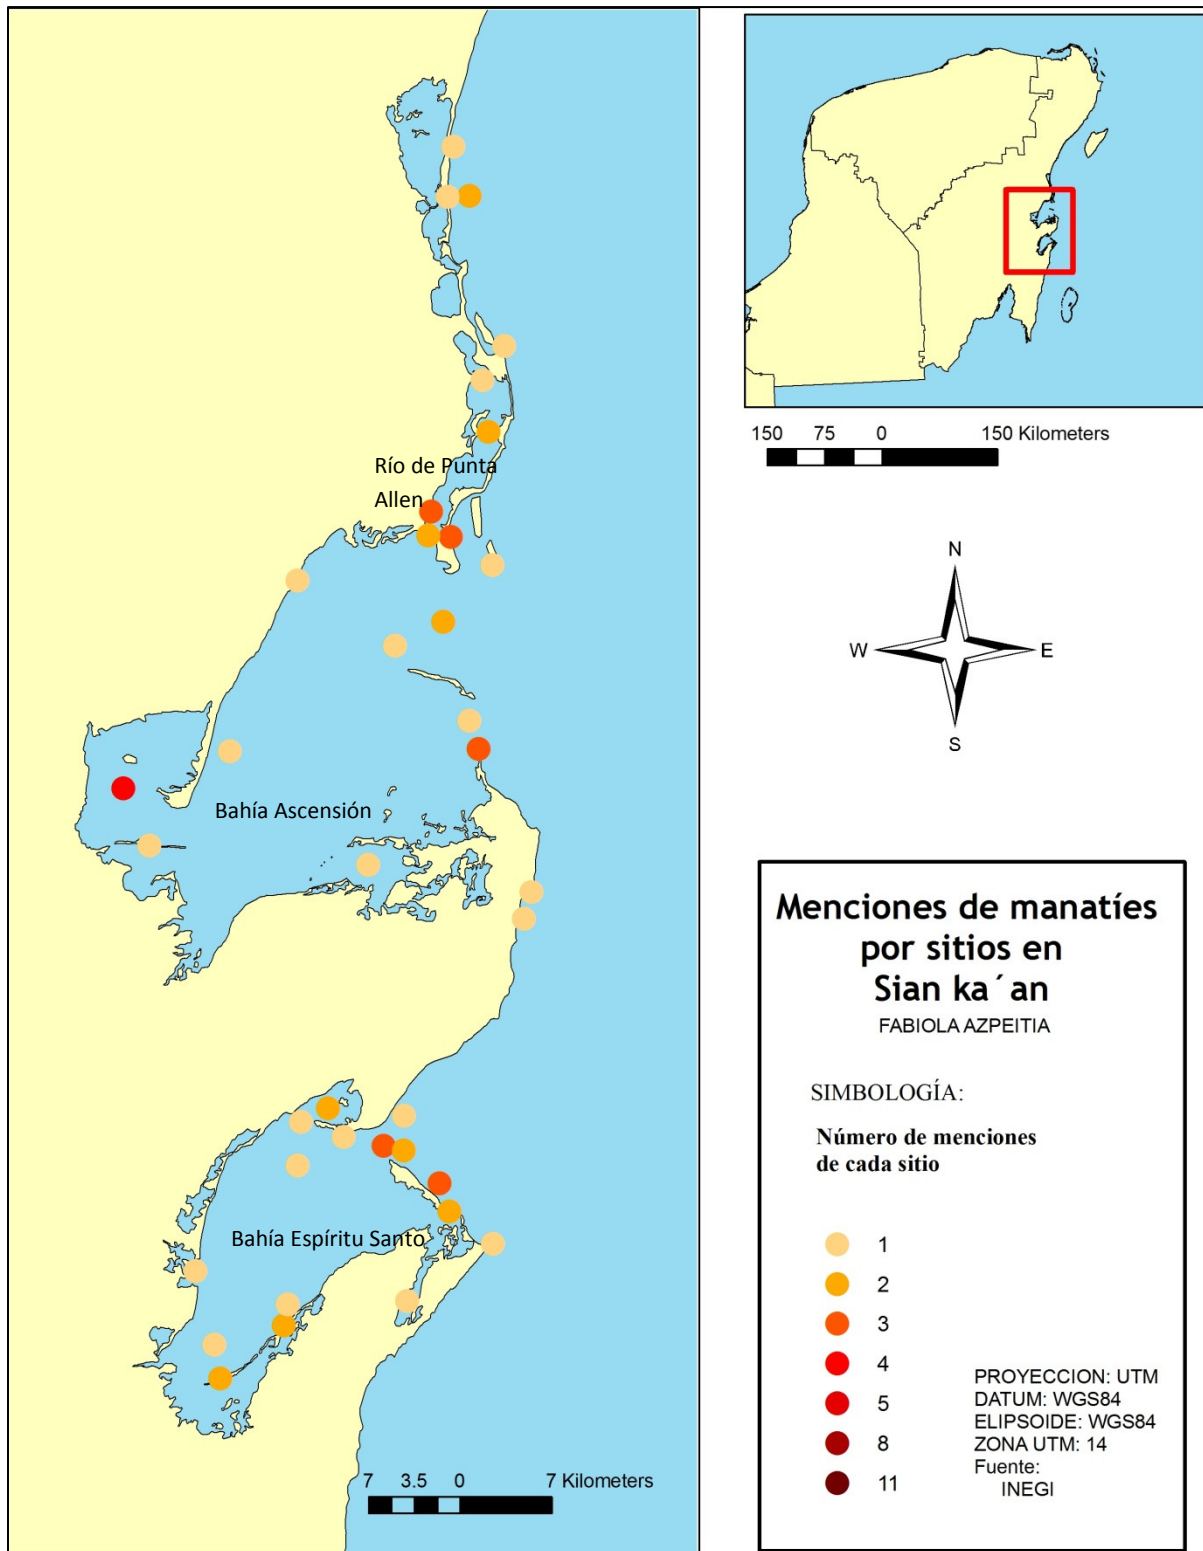 Río de Punta
Allen
Bahía Ascensión
Bahía Espíritu Santo
7 3.5 0 7 Kilometers
150 75 0 150 Kilometers
N
W E
S
Menciones de manatíes
por sitios en
Sian ka´an
FABIOLA AZPEITIA
SIMBOLOGÍA:
Número de menciones
de cada sitio
1
2
3
4
5
8
11
PROYECCION: UTM
DATUM: WGS84
ELIPSOIDE: WGS84
ZONA UTM: 14
Fuente:
INEGI